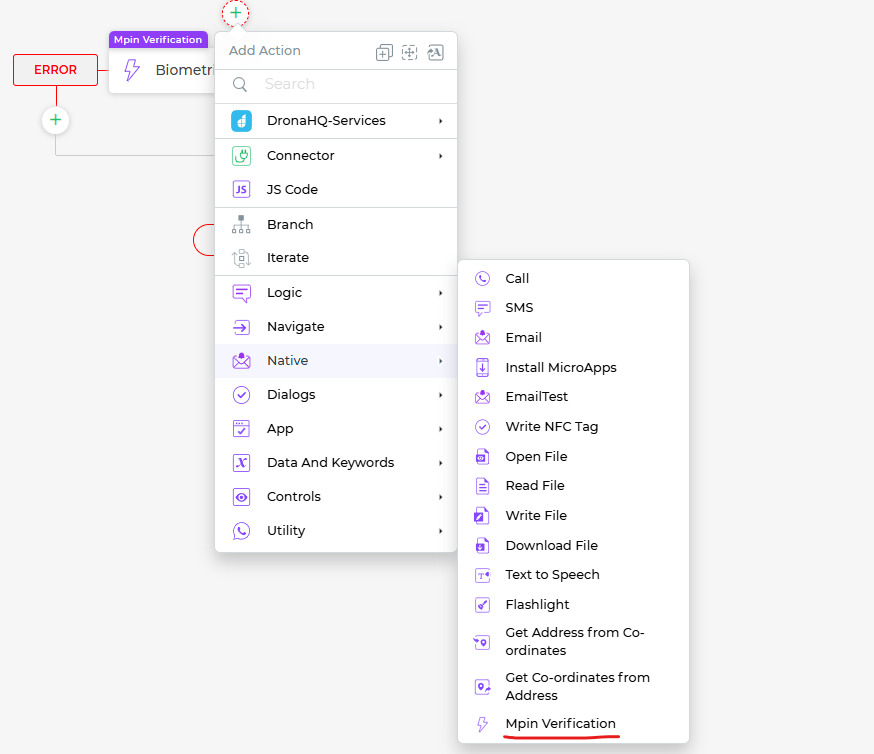 Mpin Verification
ERROR
Biometri
Add Action
Search
DronaHQ-Services
Connector
JS
JS Code
Branch
Iterate
Logic
Navigate
Native
Dialogs
App
Data And Keywords
Controls
Utility
Call
SMS
Email
Install MicroApps
EmailTest
Write NFC Tag
Open File
Read File
Write File
Download File
Text to Speech
Flashlight
Get Address from Co-
ordinates
Get Co-ordinates from
Address
Mpin Verification